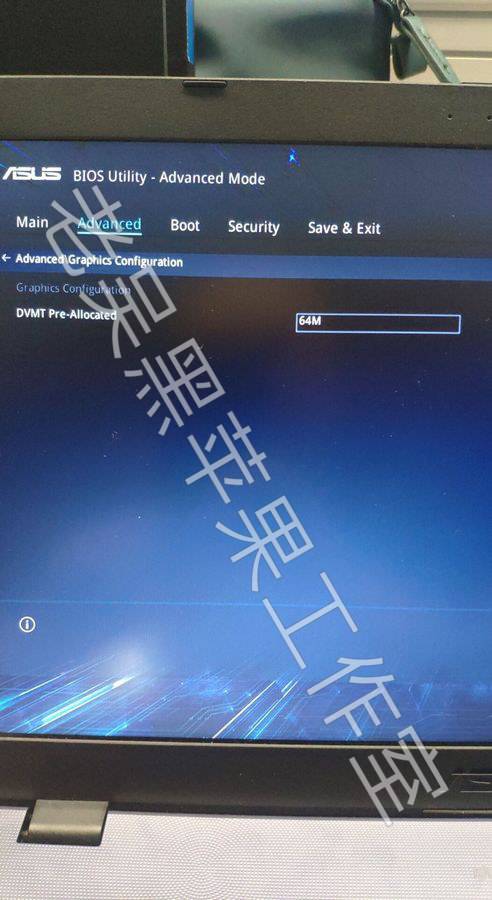 ASUS BIOS Utility - Advanced Mode
Main Advanced Boot Security Save & Exit
← Advanced\Graphics Configuration
Graphics Configuration
DVMT Pre-Allocated 64M
老吴黑苹果工作室